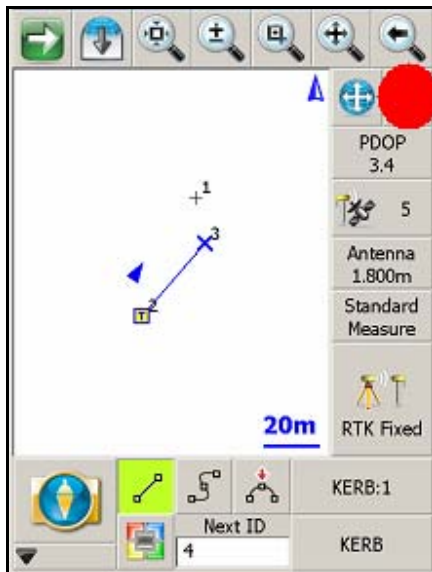 PDOP
3.4
1
5
3
Antenna
1.800m
2
T
Standard
Measure
20m
RTK Fixed
KERB:1
Next ID
4
KERB